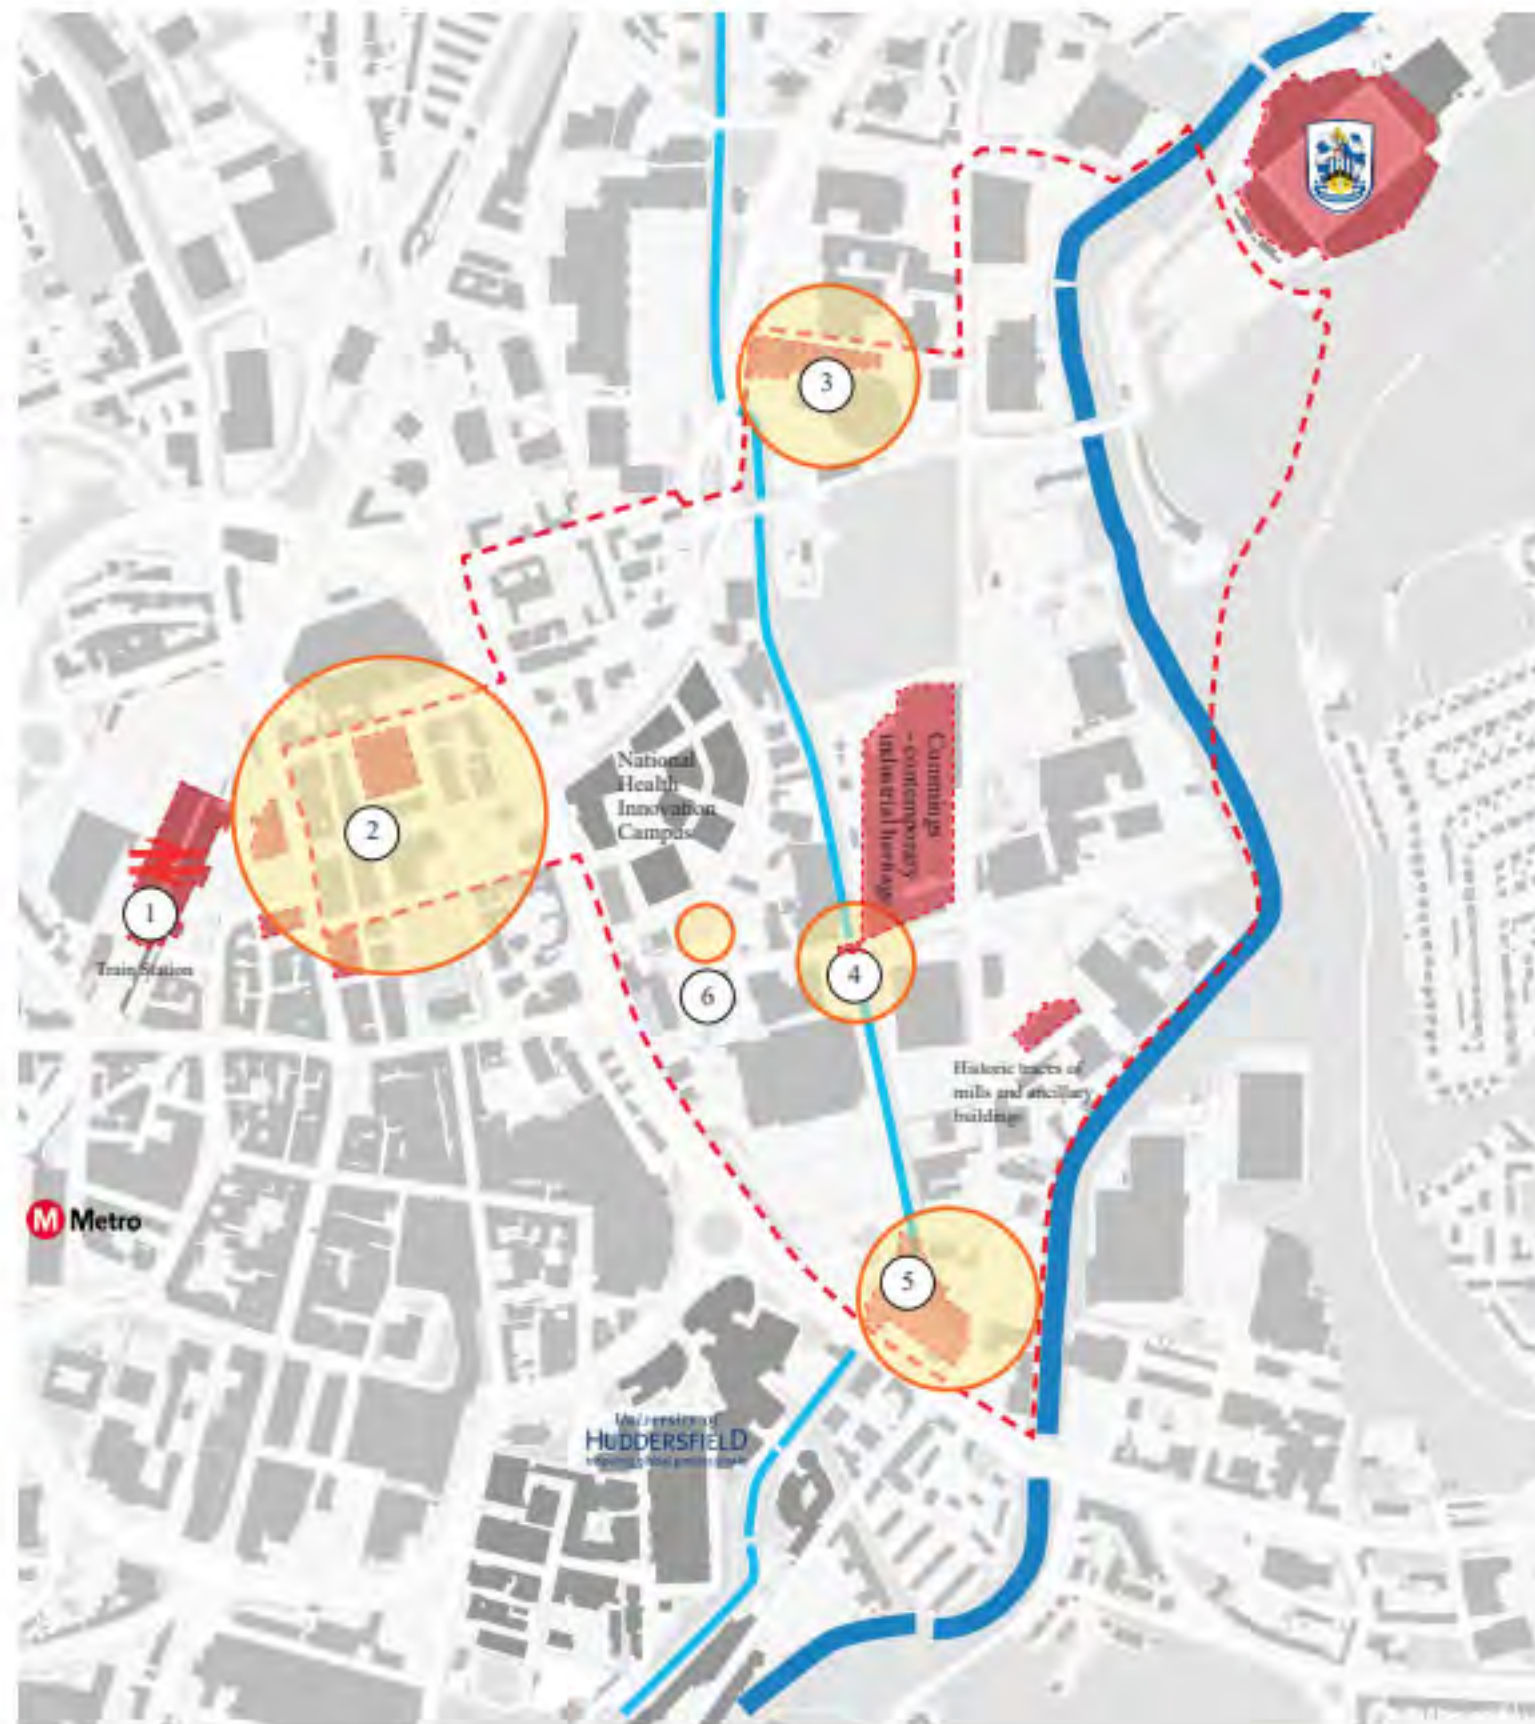 3
National
Health
Innovation
Campus
Cummings
- contemporary
industrial heritage
2
1
Train Station
6
4
Historic traces of
mills and ancillary
buildings
M Metro
5
University of
HUDDERSFIELD